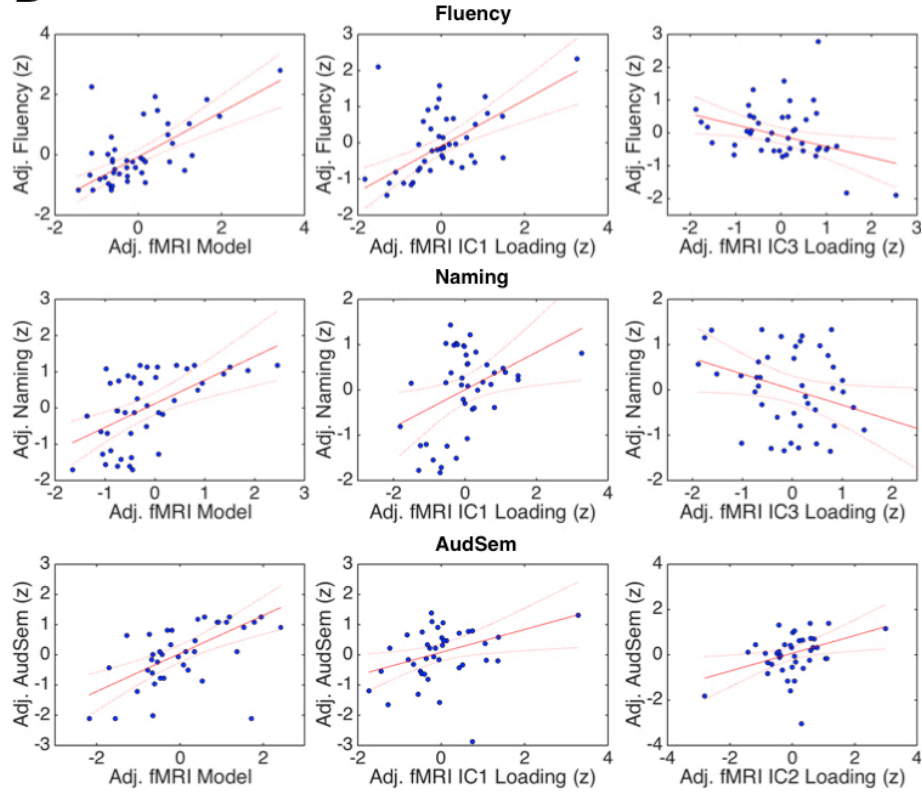 Fluency
Adj. Fluency (z)
4
2
0
-2
-2 0 2 4
Adj. fMRI Model
Adj. Fluency (z)
3
2
1
0
-1
-2
-2 0 2 4
Adj. fMRI IC1 Loading (z)
Adj. Fluency (z)
3
2
1
0
-1
-2
-2 -1 0 1 2 3
Adj. fMRI IC3 Loading (z)
Naming
Adj. Naming (z)
3
2
1
0
-1
-2
-2 -1 0 1 2 3
Adj. fMRI Model
Adj. Naming (z)
2
1
0
-1
-2
-4 -2 0 2 4
Adj. fMRI IC1 Loading (z)
Adj. Naming (z)
2
1
0
-1
-2
-2 -1 0 1 2
Adj. fMRI IC3 Loading (z)
AudSem
Adj. AudSem (z)
3
2
1
0
-1
-2
-3
-2 0 2
Adj. fMRI Model
Adj. AudSem (z)
3
2
1
0
-1
-2
-3
-2 0 2 4
Adj. fMRI IC1 Loading (z)
Adj. AudSem (z)
4
2
0
-2
-4
-4 -2 0 2 4
Adj. fMRI IC2 Loading (z)